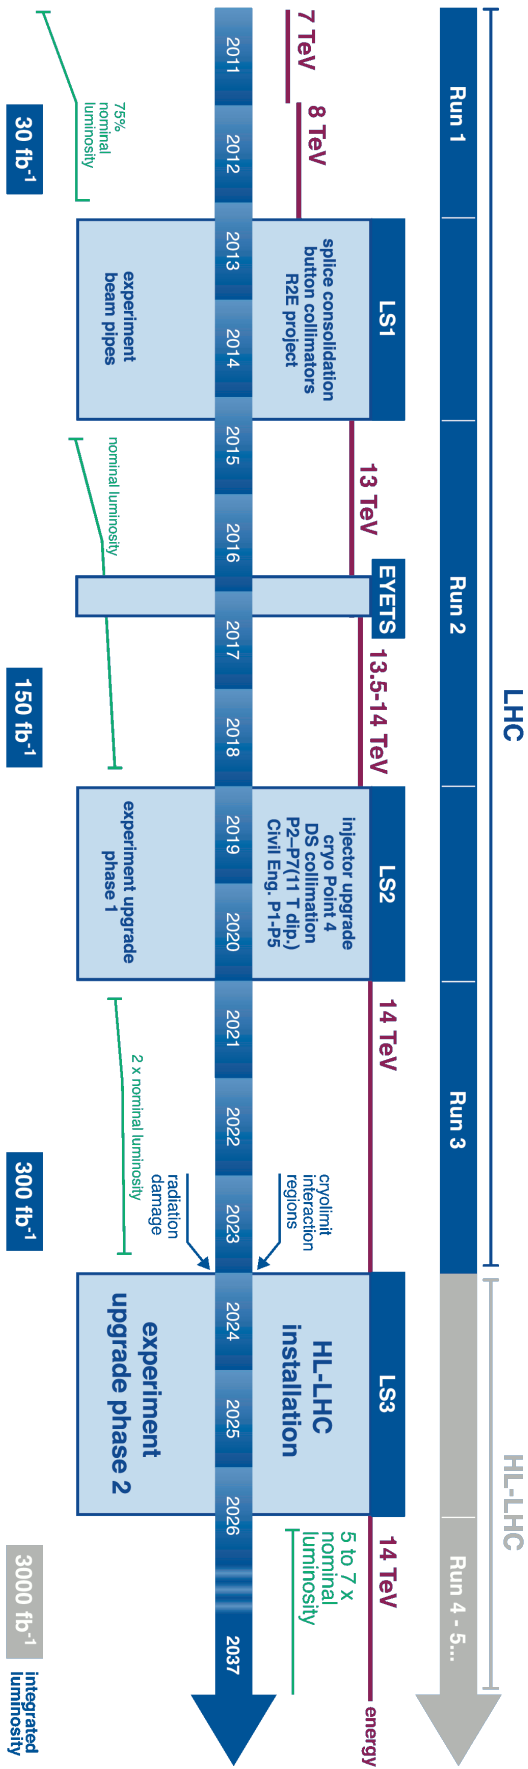 LHC
HL-LHC
Run 1
Run 2
Run 3
Run 4 - 5...
LS1
EYETS
LS2
LS3
7 TeV
8 TeV
13 TeV
13.5-14 TeV
14 TeV
14 TeV
energy
splice consolidation
button collimators
R2E project
injector upgrade
cryo Point 4
DS collimation
P2–P7(11 T dip.)
Civil Eng. P1-P5
cryolimit
interaction
regions
HL-LHC
installation
5 to 7 x
nominal
luminosity
2011
2012
2013
2014
2015
2016
2017
2018
2019
2020
2021
2022
2023
2024
2025
2026
2037
75%
nominal
luminosity
experiment
beam pipes
nominal luminosity
experiment upgrade
phase 1
2 x nominal luminosity
radiation
damage
experiment
upgrade phase 2
30 fb-1
150 fb-1
300 fb-1
3000 fb-1
integrated
luminosity